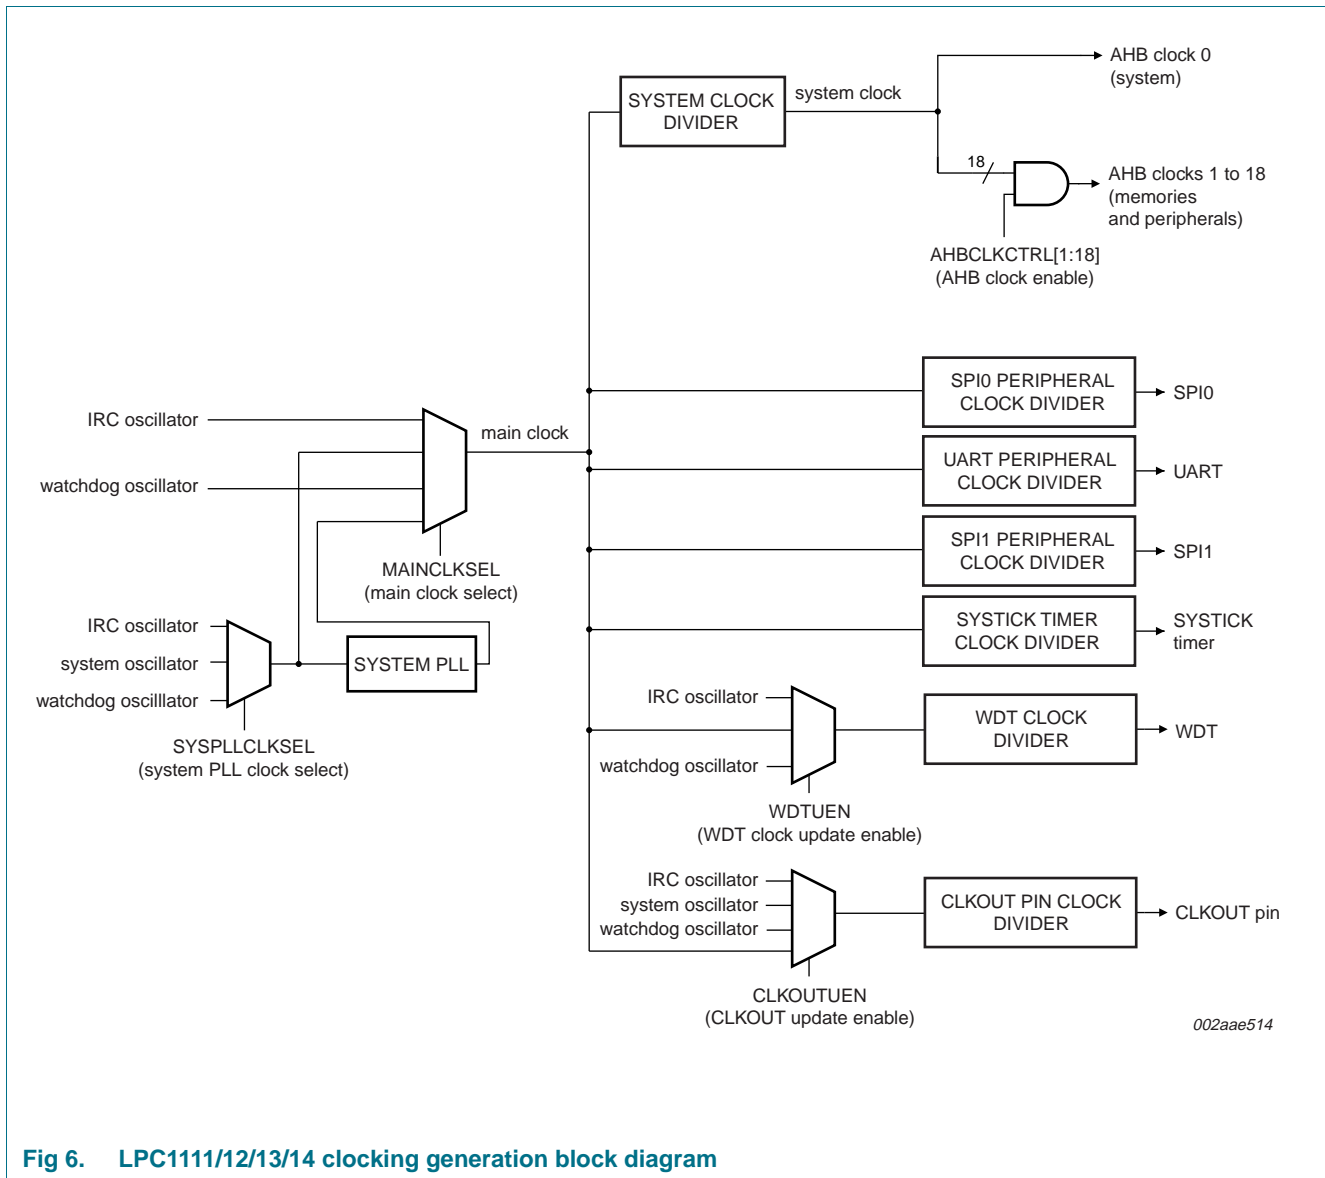 AHB clock 0
(system)
SYSTEM CLOCK
DIVIDER
system clock
18
AHB clocks 1 to 18
(memories
and peripherals)
AHBCLKCTRL[1:18]
(AHB clock enable)
IRC oscillator
watchdog oscillator
main clock
MAINCLKSEL
(main clock select)
IRC oscillator
system oscillator
watchdog oscilllator
SYSTEM PLL
SYSPLLCLKSEL
(system PLL clock select)
SPI0 PERIPHERAL
CLOCK DIVIDER
SPI0
UART PERIPHERAL
CLOCK DIVIDER
UART
SPI1 PERIPHERAL
CLOCK DIVIDER
SPI1
SYSTICK TIMER
CLOCK DIVIDER
SYSTICK
timer
IRC oscillator
watchdog oscillator
WDT CLOCK
DIVIDER
WDT
WDTUEN
(WDT clock update enable)
IRC oscillator
system oscillator
watchdog oscillator
CLKOUT PIN CLOCK
DIVIDER
CLKOUT pin
CLKOUTUEN
(CLKOUT update enable)
002aae514
Fig 6. LPC1111/12/13/14 clocking generation block diagram